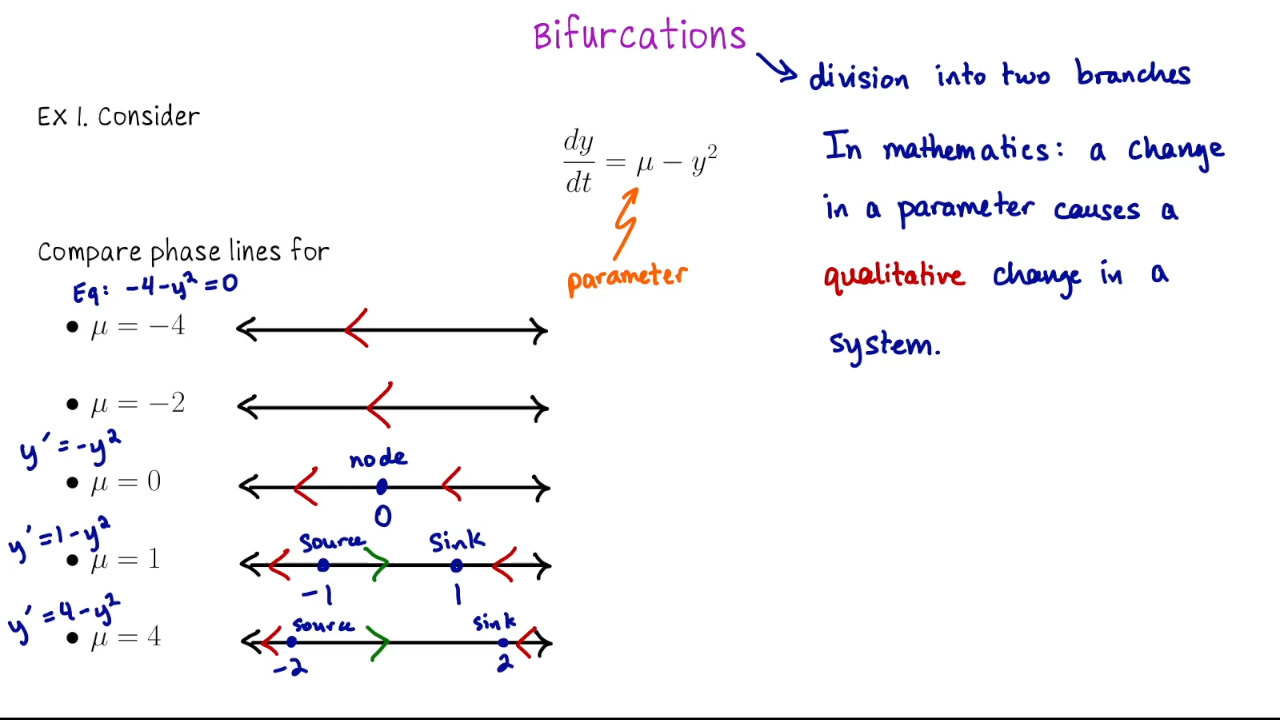 Bifurcations
division into two branches
In mathematics: a change
in a parameter causes a
qualitative change in a
system.
Ex 1. Consider
dy/dt = μ − y²
parameter
Compare phase lines for
Eq: -4-y² = 0
• μ = −4
• μ = −2
y′ = -y²
node
• μ = 0
0
y′ = 1-y²
Source Sink
• μ = 1
-1 1
y′ = 4-y²
source sink
• μ = 4
-2 2